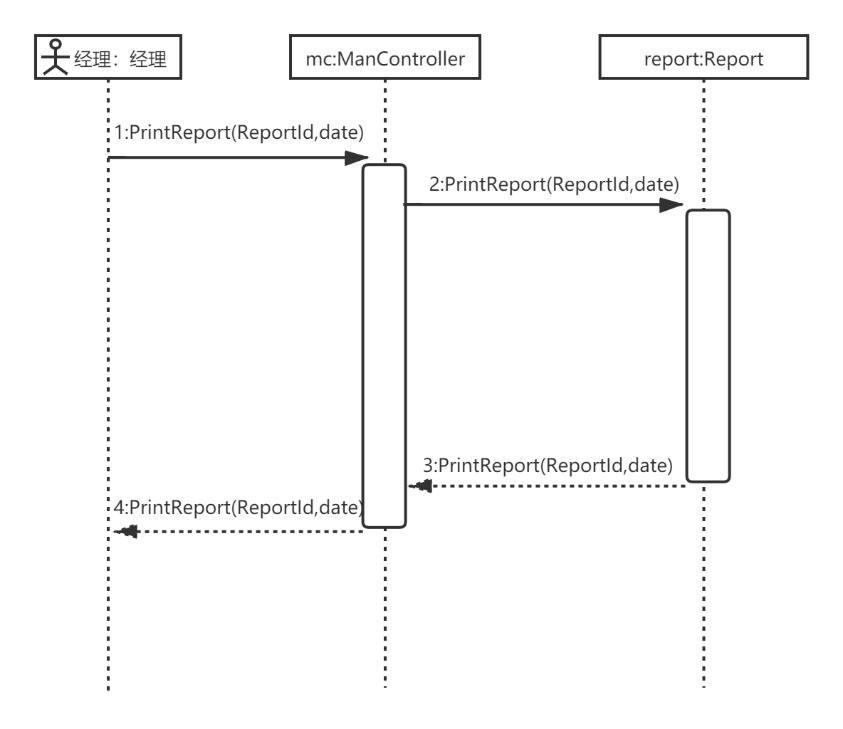 经理：经理
mc:ManController
report:Report
1:PrintReport(ReportId,date)
2:PrintReport(ReportId,date)
3:PrintReport(ReportId,date)
4:PrintReport(ReportId,date)